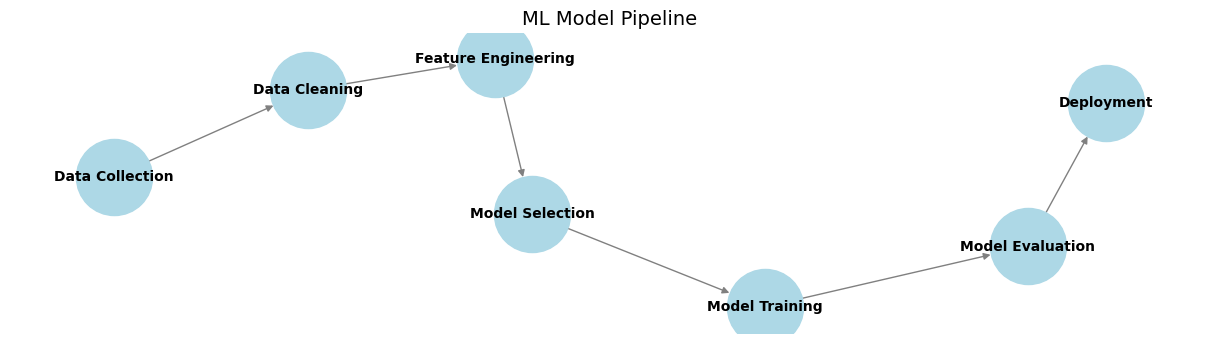 ML Model Pipeline
Data Collection
Data Cleaning
Feature Engineering
Model Selection
Model Training
Model Evaluation
Deployment